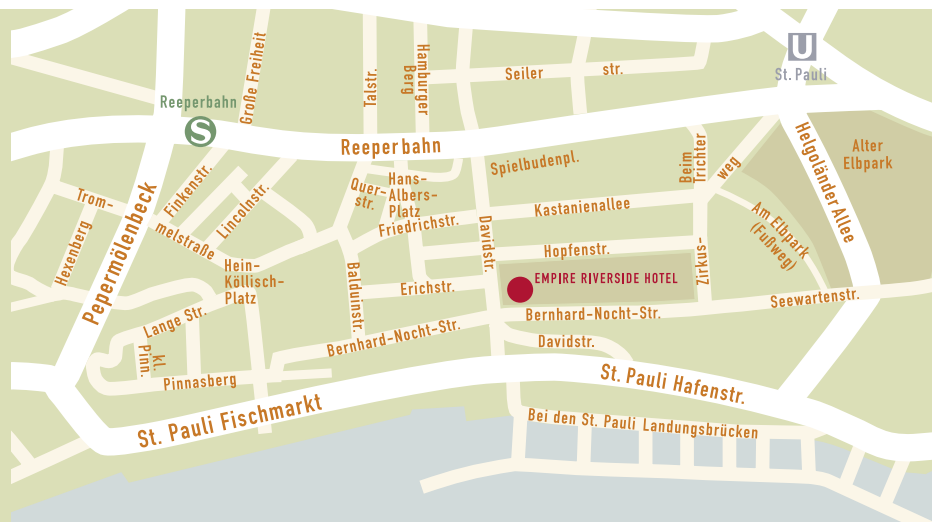 U
St. Pauli
Große Freiheit
Talstr.
Hamburger
Berg
Seiler
str.
Reeperbahn
S
Reeperbahn
Helgoländer Allee
Alter
Elbpark
Beim
Trichter
weg
Spielbudenpl.
Hans-
Albers-
Platz
Quer-
str.
Finkenstr.
Lincolnstr.
Trom-
melstraße
Hexenberg
Pepermölenbeck
Kastanienallee
Friedrichstr.
Davidstr.
Am Elbpark
(Fußweg)
Hopfenstr.
Zirkus-
Hein-
Köllisch-
Platz
Balduinstr.
Erichstr.
EMPIRE RIVERSIDE HOTEL
Seewartenstr.
Bernhard-Nocht-Str.
Lange Str.
Bernhard-Nocht-Str.
Davidstr.
kl.
Pinn.
Pinnasberg
St. Pauli Hafenstr.
St. Pauli Fischmarkt
Bei den St. Pauli Landungsbrücken